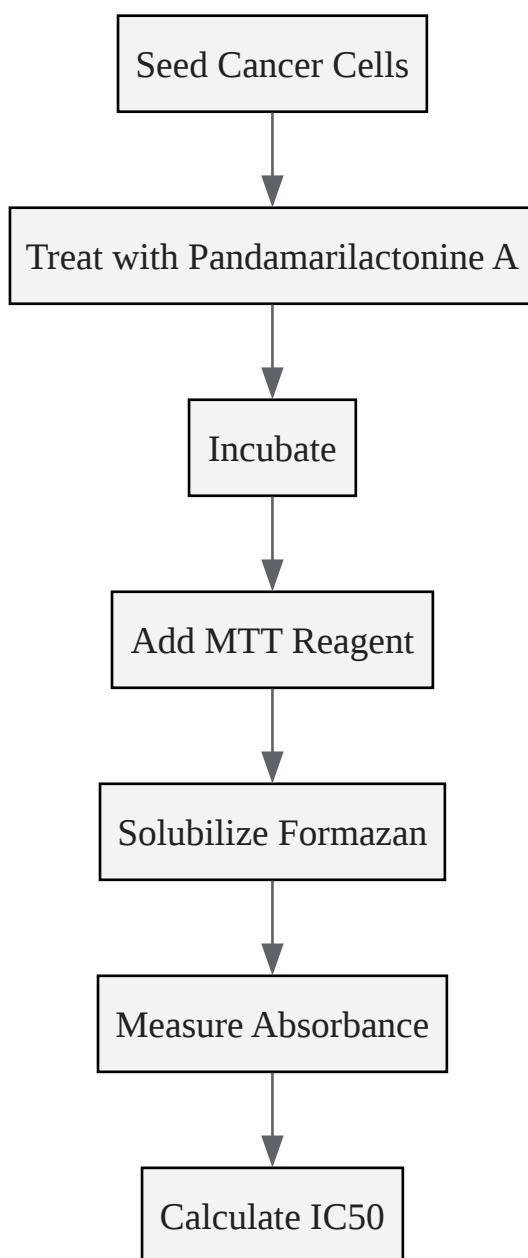 Seed Cancer Cells
Treat with Pandamarilactonine A
Incubate
Add MTT Reagent
Solubilize Formazan
Measure Absorbance
Calculate IC50